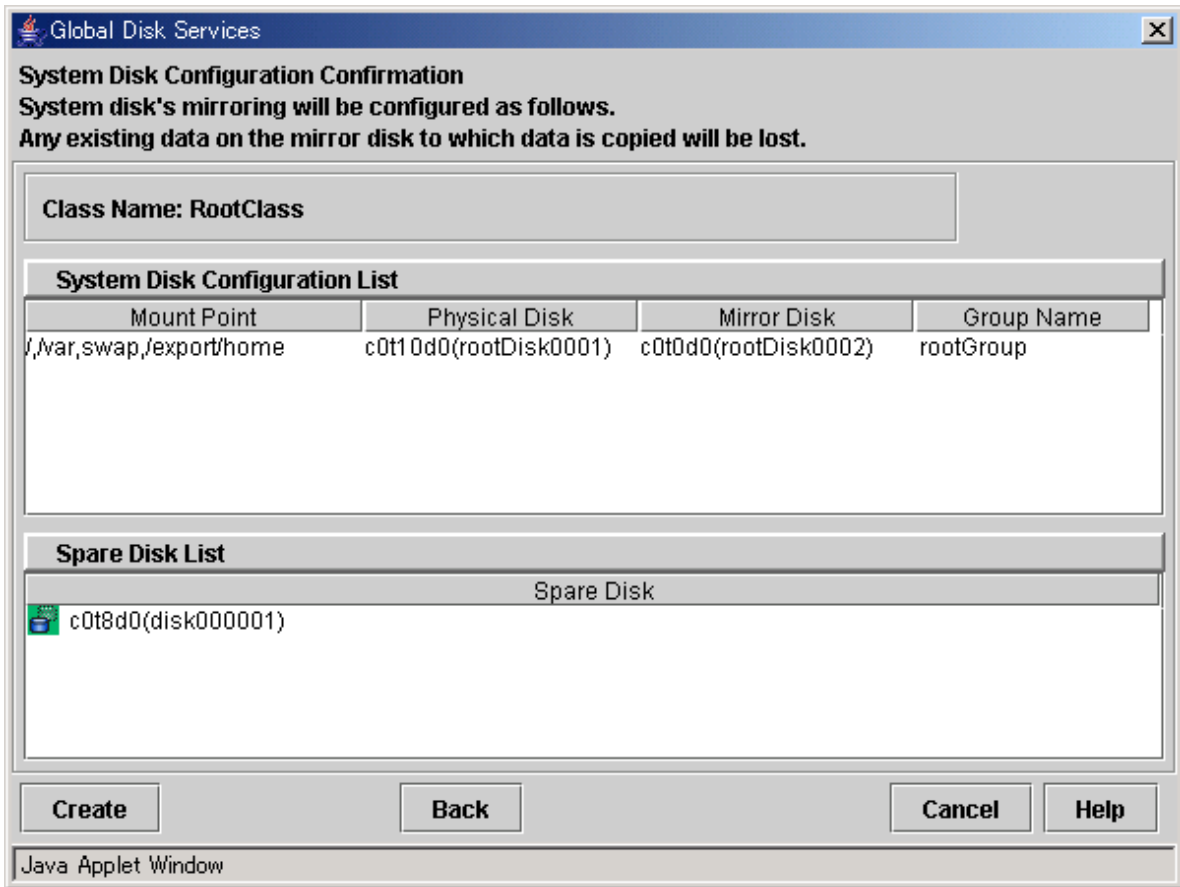 Global Disk Services
System Disk Configuration Confirmation
System disk's mirroring will be configured as follows.
Any existing data on the mirror disk to which data is copied will be lost.
Class Name: RootClass
System Disk Configuration List
Mount Point Physical Disk Mirror Disk Group Name
/,/var,swap,/export/home c0t10d0(rootDisk0001) c0t0d0(rootDisk0002) rootGroup
Spare Disk List
Spare Disk
c0t8d0(disk000001)
Create Back Cancel Help
Java Applet Window